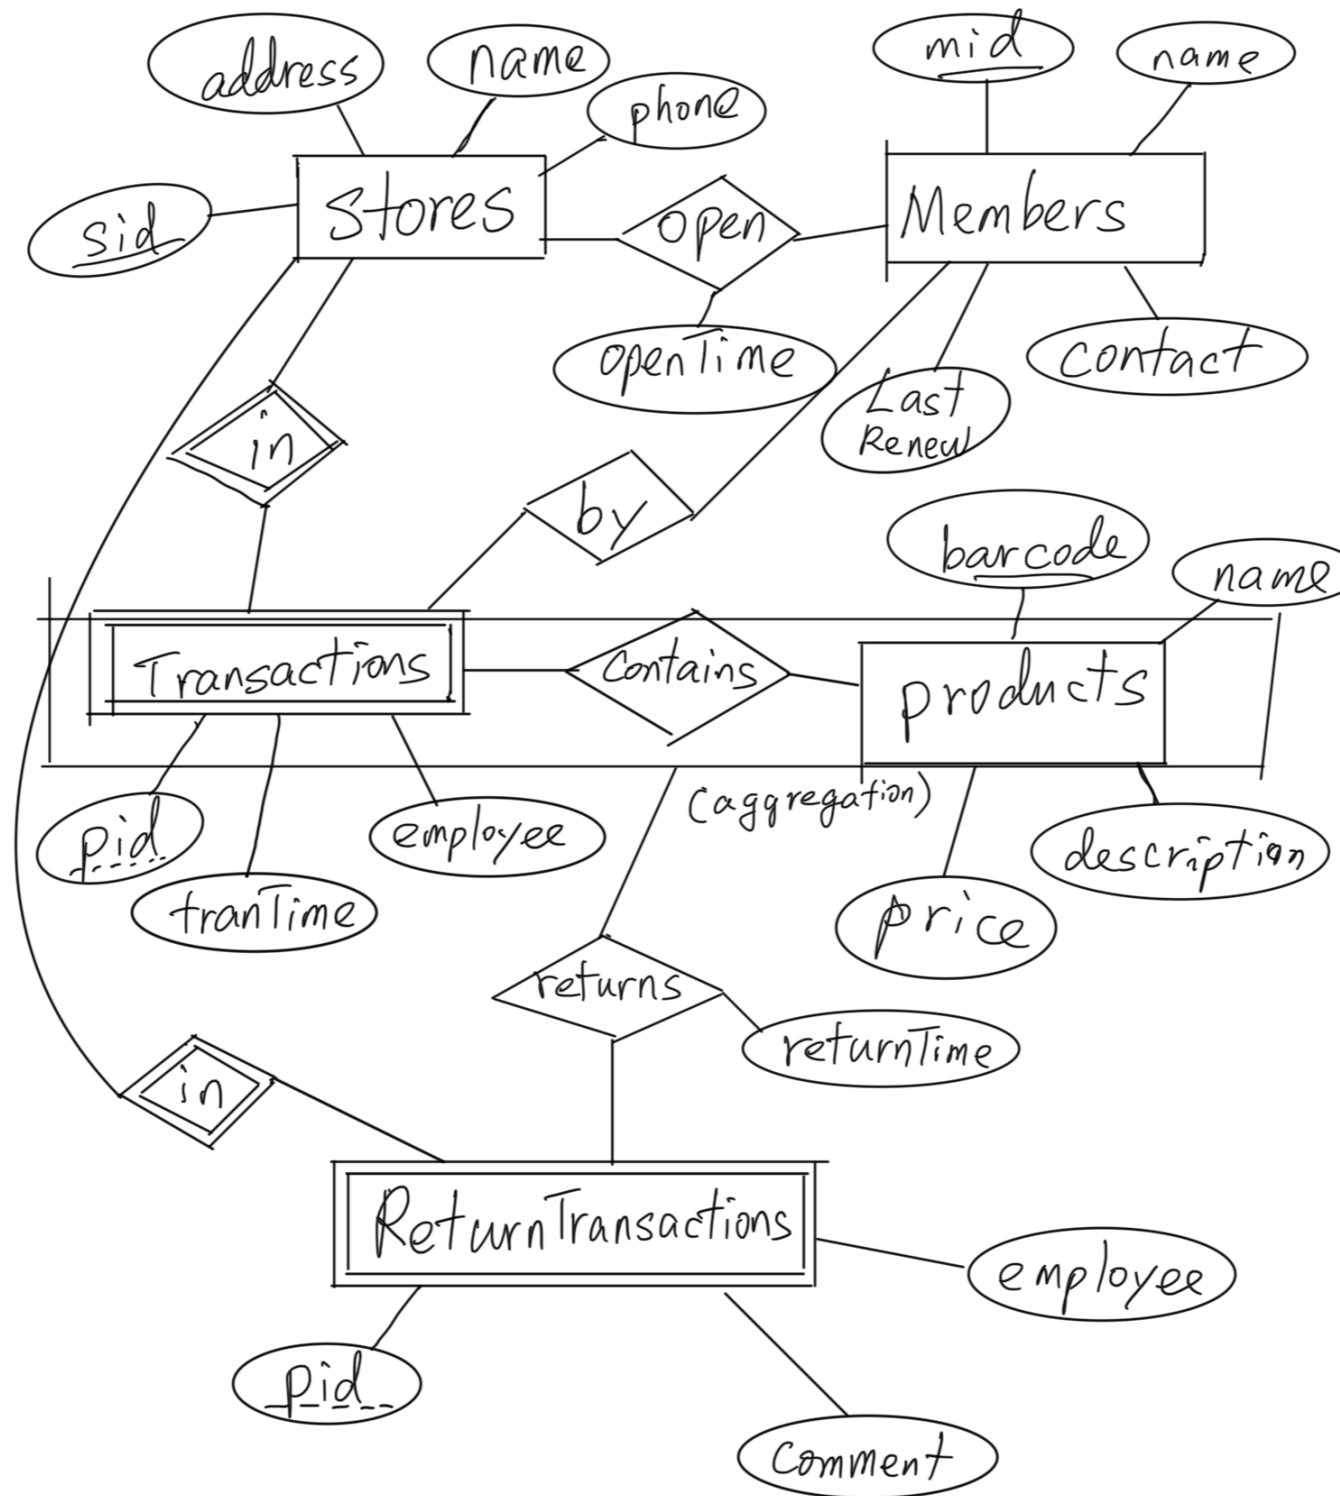 address
name
phone
sid
Stores
mid
name
open
Members
openTime
Last
Renew
contact
in
by
barcode
name
Transactions
Contains
products
(aggregation)
pid
tranTime
employee
price
description
returns
returnTime
in
ReturnTransactions
employee
pid
Comment